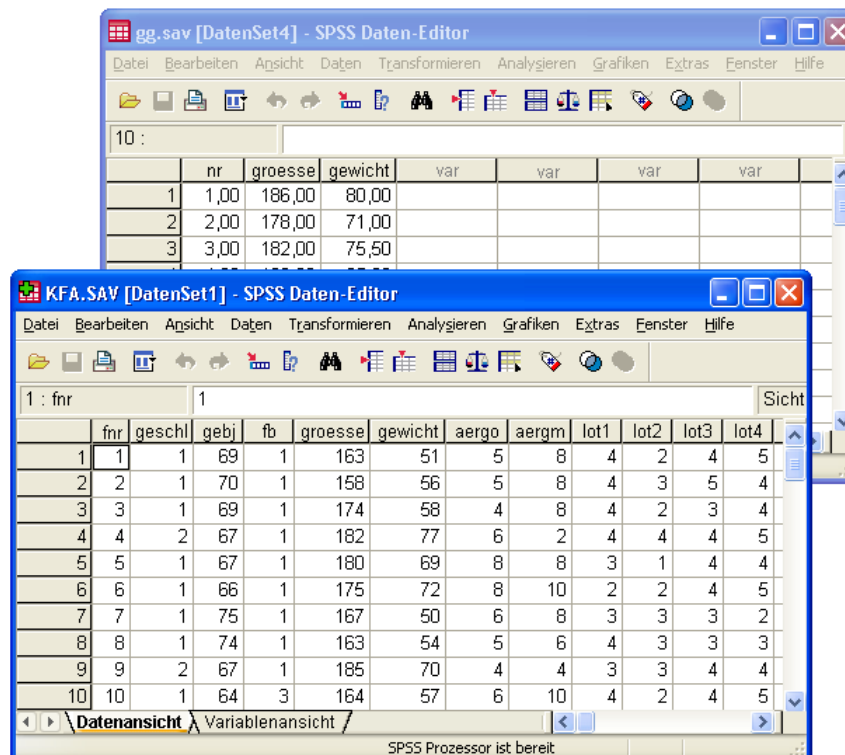 gg.sav [DatenSet4] - SPSS Daten-Editor
Datei Bearbeiten Ansicht Daten Transformieren Analysieren Grafiken Extras Fenster Hilfe
10 :
nr groesse gewicht var var var var
1 1,00 186,00 80,00
2 2,00 178,00 71,00
3 3,00 182,00 75,50
KFA.SAV [DatenSet1] - SPSS Daten-Editor
Datei Bearbeiten Ansicht Daten Transformieren Analysieren Grafiken Extras Fenster Hilfe
1 : fnr 1 Sicht
fnr geschl gebj fb groesse gewicht aergo aergm lot1 lot2 lot3 lot4
1 1 1 69 1 163 51 5 8 4 2 4 5
2 2 1 70 1 158 56 5 8 4 3 5 4
3 3 1 69 1 174 58 4 8 4 2 3 4
4 4 2 67 1 182 77 6 2 4 4 4 5
5 5 1 67 1 180 69 8 8 3 1 4 4
6 6 1 66 1 175 72 8 10 2 2 4 5
7 7 1 75 1 167 50 6 8 3 3 3 2
8 8 1 74 1 163 54 5 6 4 3 3 3
9 9 2 67 1 185 70 4 4 3 3 4 4
10 10 1 64 3 164 57 6 10 4 2 4 5
Datenansicht Variablenansicht
SPSS Prozessor ist bereit